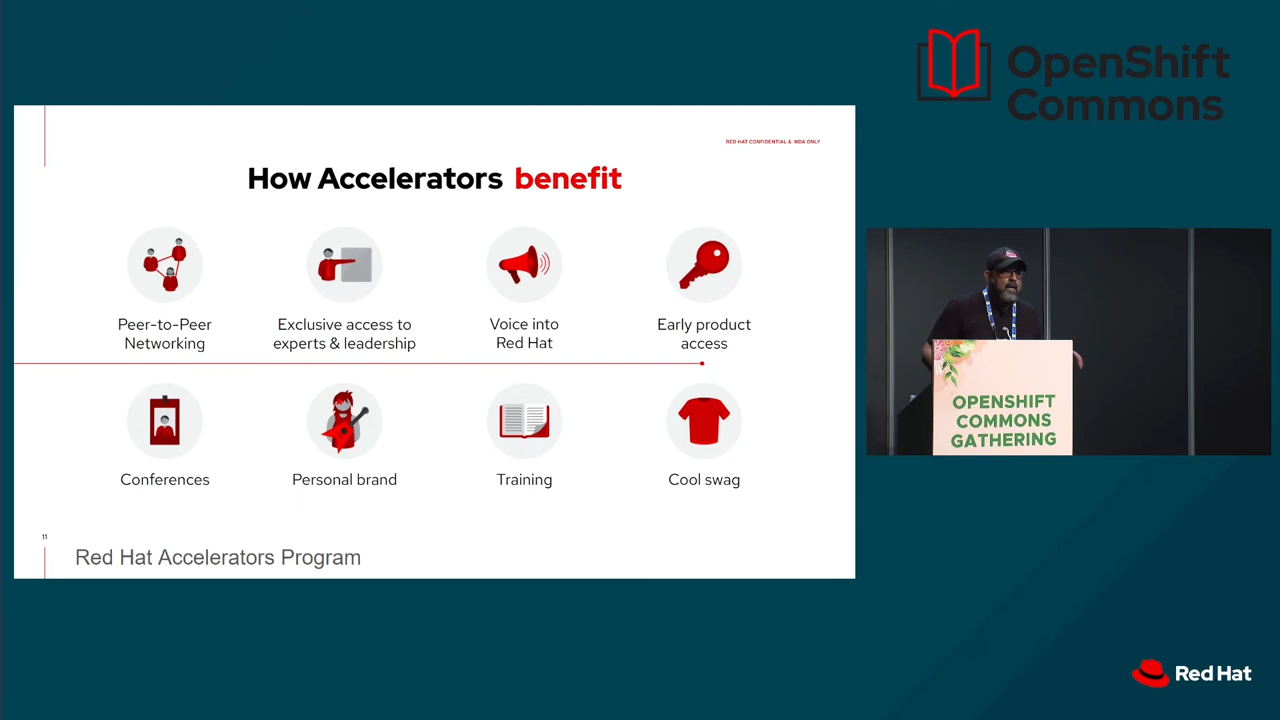 OpenShift
Commons
RED HAT CONFIDENTIAL & NDA ONLY
How Accelerators benefit
Peer-to-Peer
Networking
Exclusive access to
experts & leadership
Voice into
Red Hat
Early product
access
Conferences
Personal brand
Training
Cool swag
11
Red Hat Accelerators Program
OPENSHIFT
COMMONS
GATHERING
Red Hat